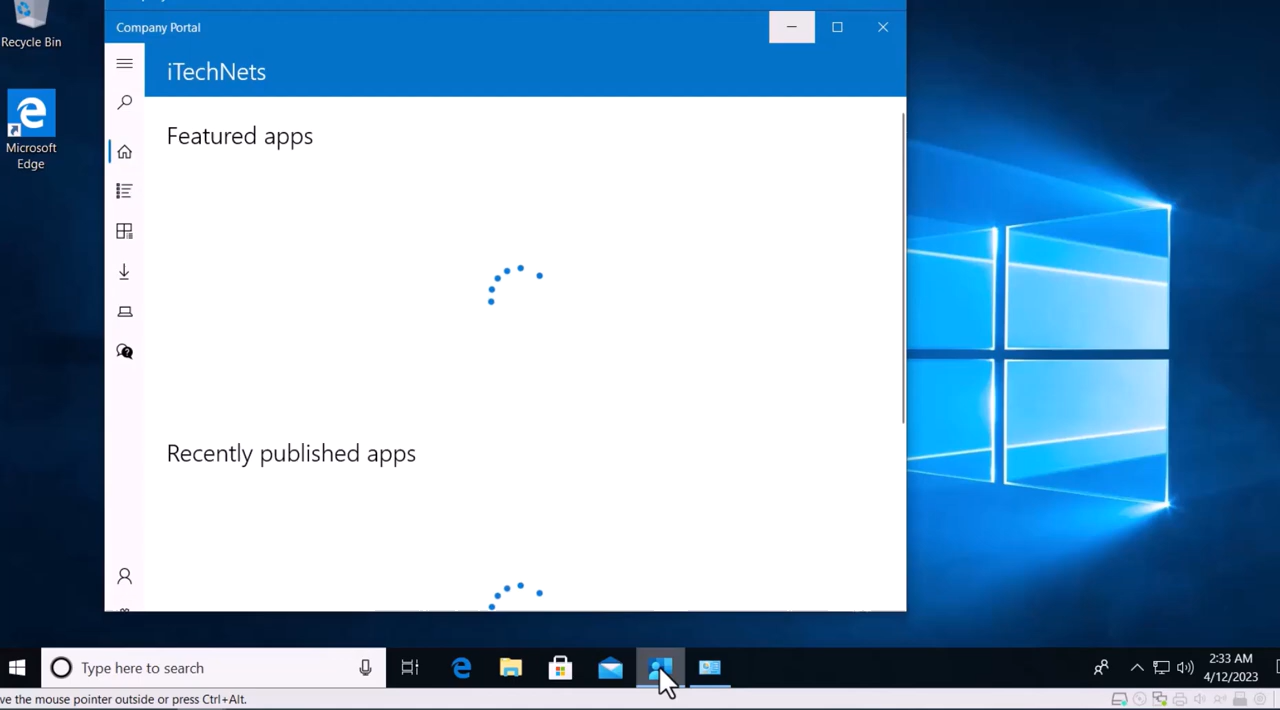 Company Portal
iTechNets
Recycle Bin
Microsoft
Edge
Featured apps
Recently published apps
Type here to search
2:33 AM
4/12/2023
ve the mouse pointer outside or press Ctrl+Alt.